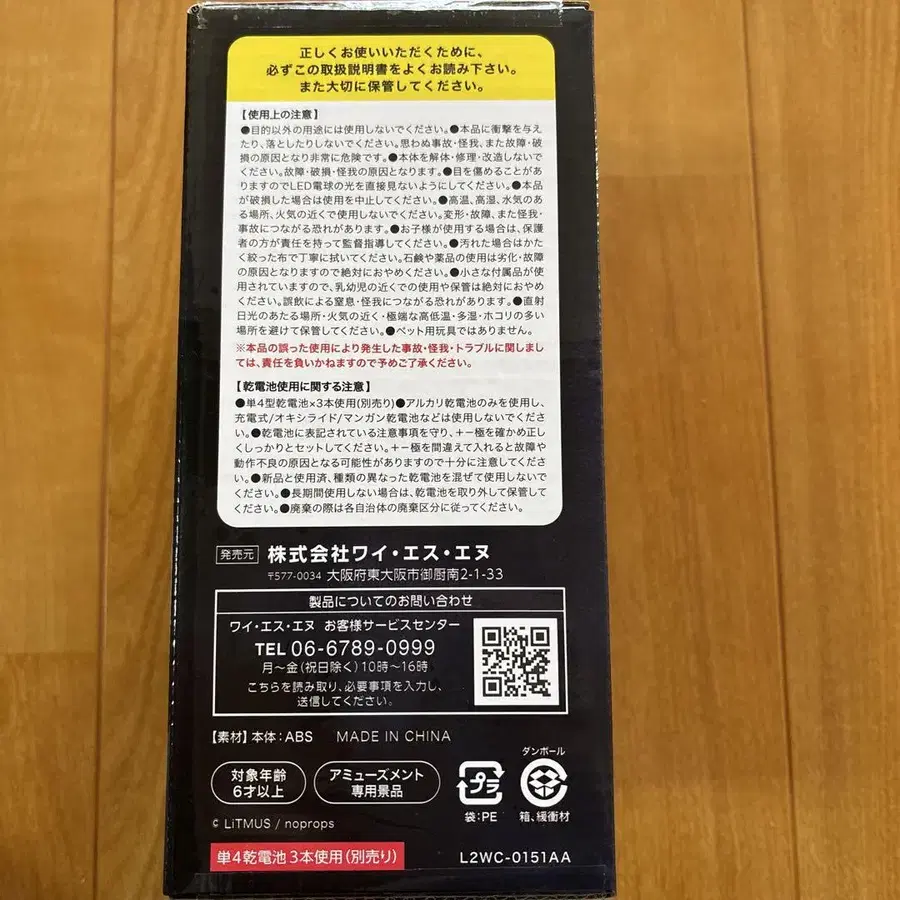 正しくお使いいただくために、
必ずこの取扱説明書をよくお読み下さい。
また大切に保管してください。
【使用上の注意】
●目的以外の用途には使用しないでください。●本品に衝撃を与え
たり、落としたりしないでください。思わぬ事故・怪我、また故障・破
損の原因となり非常に危険です。●本体を解体・修理・改造しないで
ください。故障・破損・怪我の原因となります。●目を傷めることがあ
りますのでLED電球の光を直接見ないようにしてください。●本品
が破損した場合は使用を中止してください。●高温、高湿、水気のあ
る場所、火気の近くで使用しないでください。変形・故障、また怪我・
事故につながる恐れがあります。●お子様が使用する場合は、保護
者の方が責任を持って監督指導してください。●汚れた場合はかた
く絞った布で丁寧に拭いてください。石鹸や薬品の使用は劣化・故障
の原因となりますので絶対におやめください。●小さな付属品が使
用されていますので、乳幼児の近くでの使用や保管は絶対におやめ
ください。誤飲による窒息・怪我につながる恐れがあります。●直射
日光のあたる場所・火気の近く・極端な高低温・多湿・ホコリの多い
場所を避けて保管してください。●ペット用玩具ではありません。
※本品の誤った使用により発生した事故・怪我・トラブルに関しまし
ては、責任を負いかねますので予めご了承ください。
【乾電池使用に関する注意】
●単4型乾電池×3本使用(別売り)●アルカリ乾電池のみを使用し、
充電式/オキシライド/マンガン乾電池などは使用しないでくださ
い。●乾電池に表記されている注意事項を守り、+−極を確かめ正し
くしっかりとセットしてください。+−極を間違えて入れると故障や
動作不良の原因となる可能性がありますので十分に注意してくださ
い。●新品と使用済、種類の異なった乾電池を混ぜて使用しないで
ください。●長期間使用しない場合は、乾電池を取り外して保管して
ください。●廃棄の際は各自治体の廃棄区分に従ってください。
発売元 株式会社ワイ・エス・エヌ
〒577-0034 大阪府東大阪市御厨南2-1-33
製品についてのお問い合わせ
ワイ・エス・エヌ お客様サービスセンター
TEL 06-6789-0999
月〜金(祝日除く)10時〜16時
こちらを読み取り、必要事項を入力し、
送信してください。
【素材】本体:ABS MADE IN CHINA
対象年齢
6才以上
アミューズメント
専用景品
プラ
袋:PE
ダンボール
箱、緩衝材
© LiTMUS / noprops
単4乾電池 3本使用(別売り)
L2WC-0151AA